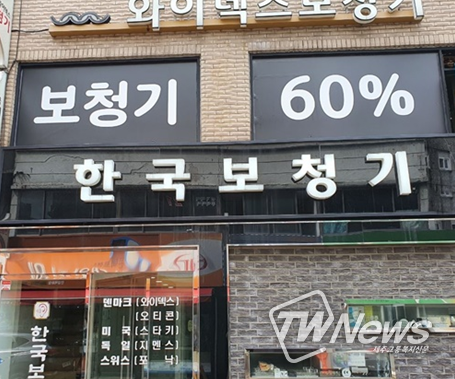 와이덱스보청기
보청기 60%
한국보청기
덴마크 [와이덱스]
[오티콘]
미국 [스타키]
독일 [지멘스]
스위스 [포낙]
한국보
TWNews